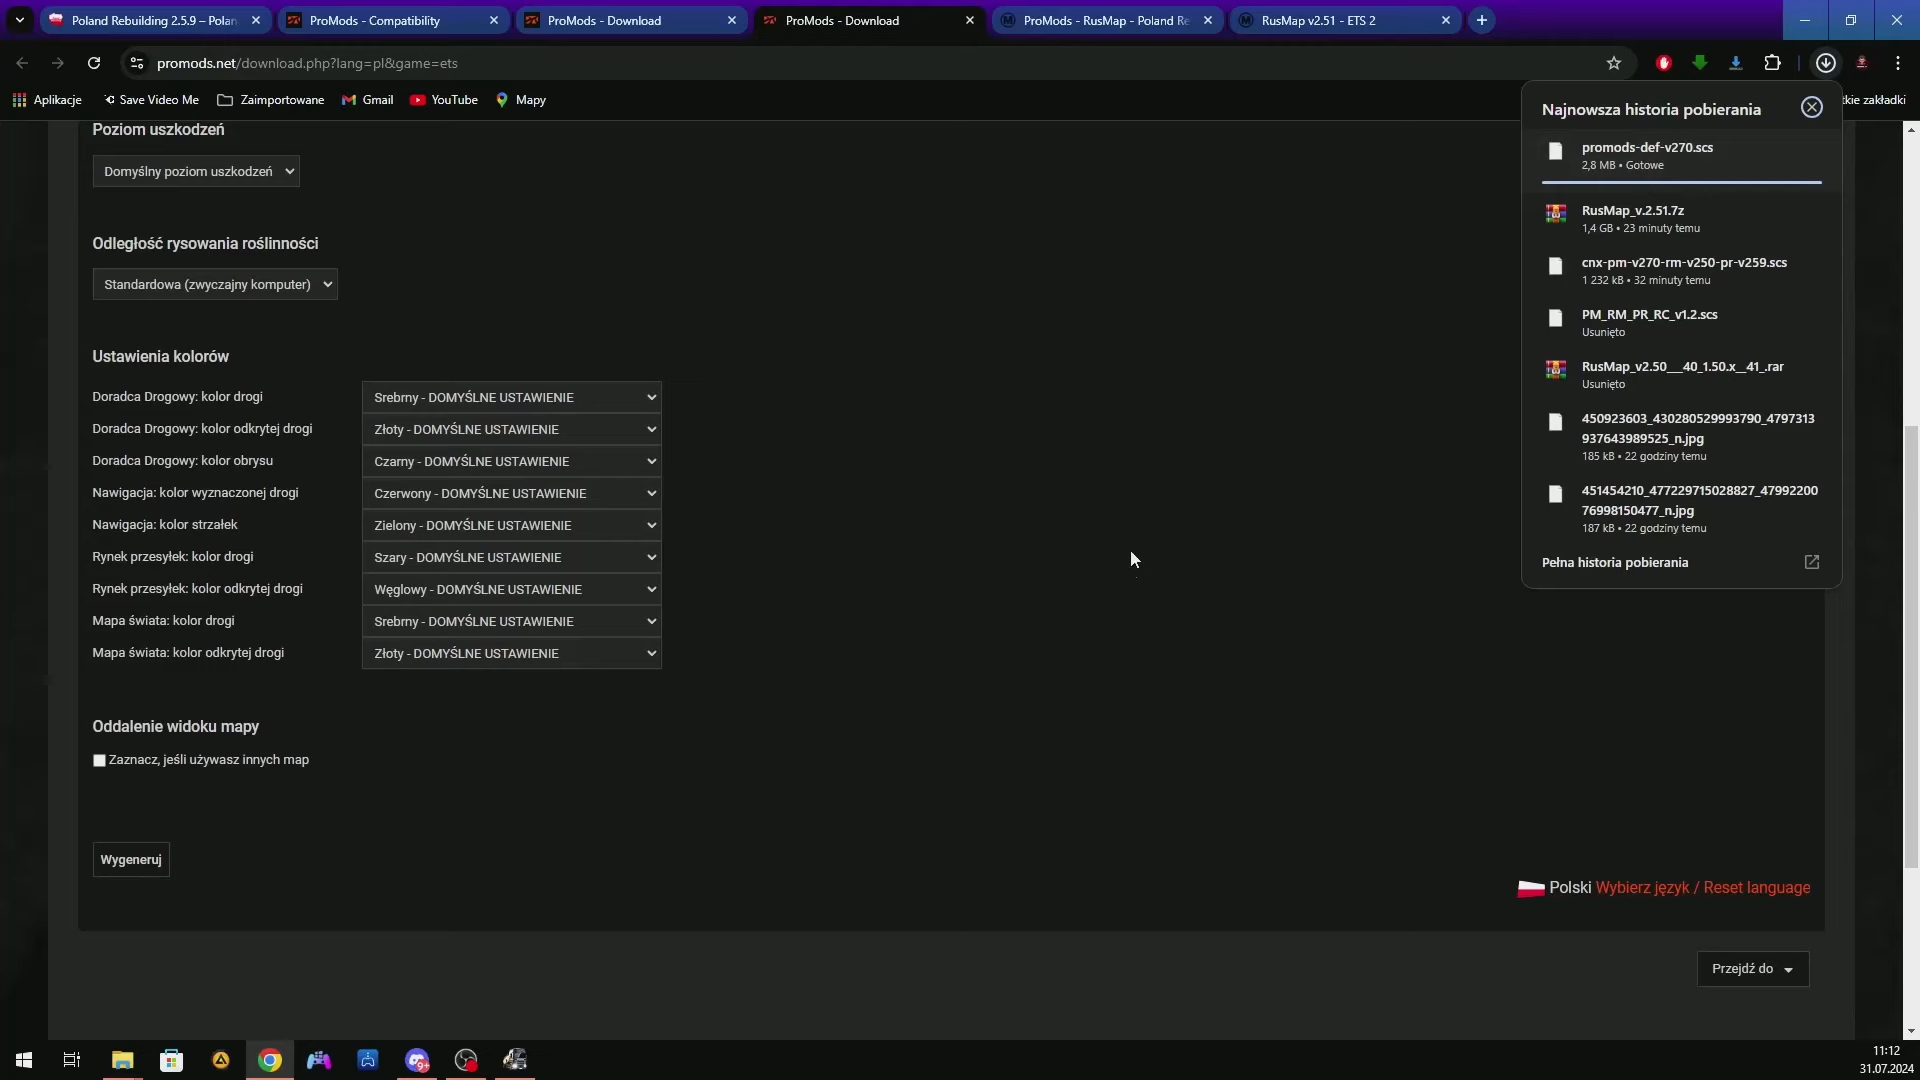 Poland Rebuilding 2.5.9 – Polan
ProMods - Compatibility
ProMods - Download
ProMods - Download
ProMods - RusMap - Poland Re
RusMap v2.51 - ETS 2
promods.net/download.php?lang=pl&game=ets
Aplikacje
Save Video Me
Zaimportowane
Gmail
YouTube
Mapy
tkie zakładki
Poziom uszkodzeń
Domyślny poziom uszkodzeń
Odległość rysowania roślinności
Standardowa (zwyczajny komputer)
Ustawienia kolorów
Doradca Drogowy: kolor drogi
Srebrny - DOMYŚLNE USTAWIENIE
Doradca Drogowy: kolor odkrytej drogi
Złoty - DOMYŚLNE USTAWIENIE
Doradca Drogowy: kolor obrysu
Czarny - DOMYŚLNE USTAWIENIE
Nawigacja: kolor wyznaczonej drogi
Czerwony - DOMYŚLNE USTAWIENIE
Nawigacja: kolor strzałek
Zielony - DOMYŚLNE USTAWIENIE
Rynek przesyłek: kolor drogi
Szary - DOMYŚLNE USTAWIENIE
Rynek przesyłek: kolor odkrytej drogi
Węglowy - DOMYŚLNE USTAWIENIE
Mapa świata: kolor drogi
Srebrny - DOMYŚLNE USTAWIENIE
Mapa świata: kolor odkrytej drogi
Złoty - DOMYŚLNE USTAWIENIE
Oddalenie widoku mapy
Zaznacz, jeśli używasz innych map
Wygeneruj
Polski Wybierz język / Reset language
Przejdź do
Najnowsza historia pobierania
promods-def-v270.scs
2,8 MB • Gotowe
RusMap_v.2.51.7z
1,4 GB • 23 minuty temu
cnx-pm-v270-rm-v250-pr-v259.scs
1 232 kB • 32 minuty temu
PM_RM_PR_RC_v1.2.scs
Usunięto
RusMap_v2.50___40_1.50.x__41_.rar
Usunięto
450923603_430280529993790_4797313
937643989525_n.jpg
185 kB • 22 godziny temu
451454210_477229715028827_47992200
76998150477_n.jpg
187 kB • 22 godziny temu
Pełna historia pobierania
9+
11:12
31.07.2024